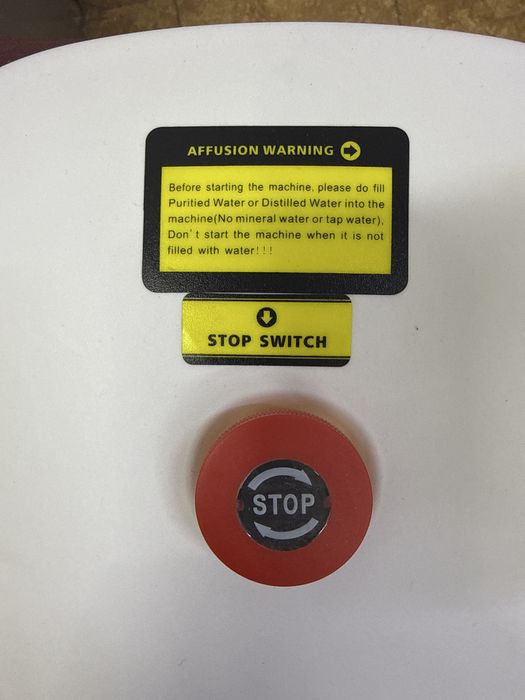 AFFUSION WARNING
Before starting the machine, please do fill
Puritied Water or Distilled Water into the
machine(No mineral water or tap water),
Don't start the machine when it is not
filled with water!!!
STOP SWITCH
STOP